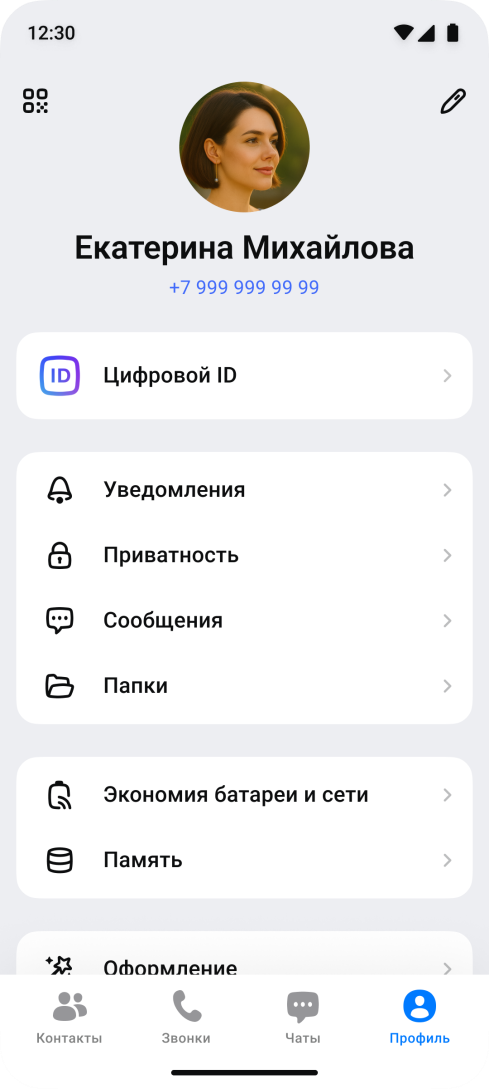 12:30
Екатерина Михайлова
+7 999 999 99 99
ID Цифровой ID
Уведомления
Приватность
Сообщения
Папки
Экономия батареи и сети
Память
Оформление
Контакты Звонки Чаты Профиль